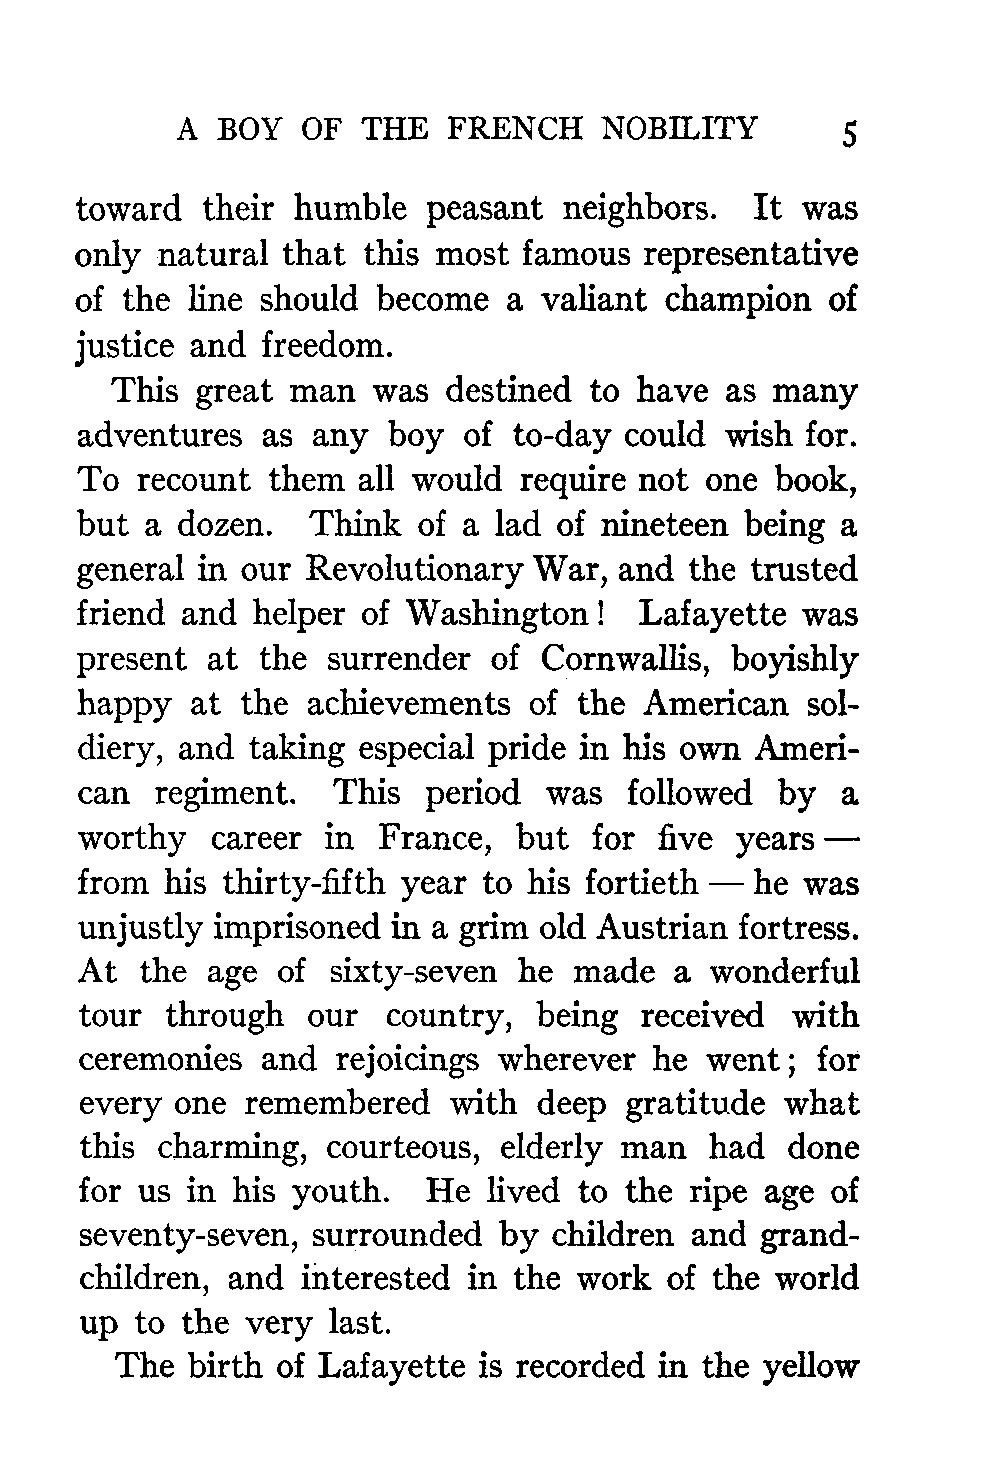 A BOY OF THE FRENCH NOBILITY 5
toward their humble peasant neighbors. It was
only natural that this most famous representative
of the line should become a valiant champion of
justice and freedom.
This great man was destined to have as many
adventures as any boy of to-day could wish for.
To recount them all would require not one book,
but a dozen. Think of a lad of nineteen being a
general in our Revolutionary War, and the trusted
friend and helper of Washington! Lafayette was
present at the surrender of Cornwallis, boyishly
happy at the achievements of the American sol-
diery, and taking especial pride in his own Ameri-
can regiment. This period was followed by a
worthy career in France, but for five years —
from his thirty-fifth year to his fortieth — he was
unjustly imprisoned in a grim old Austrian fortress.
At the age of sixty-seven he made a wonderful
tour through our country, being received with
ceremonies and rejoicings wherever he went; for
every one remembered with deep gratitude what
this charming, courteous, elderly man had done
for us in his youth. He lived to the ripe age of
seventy-seven, surrounded by children and grand-
children, and interested in the work of the world
up to the very last.
The birth of Lafayette is recorded in the yellow